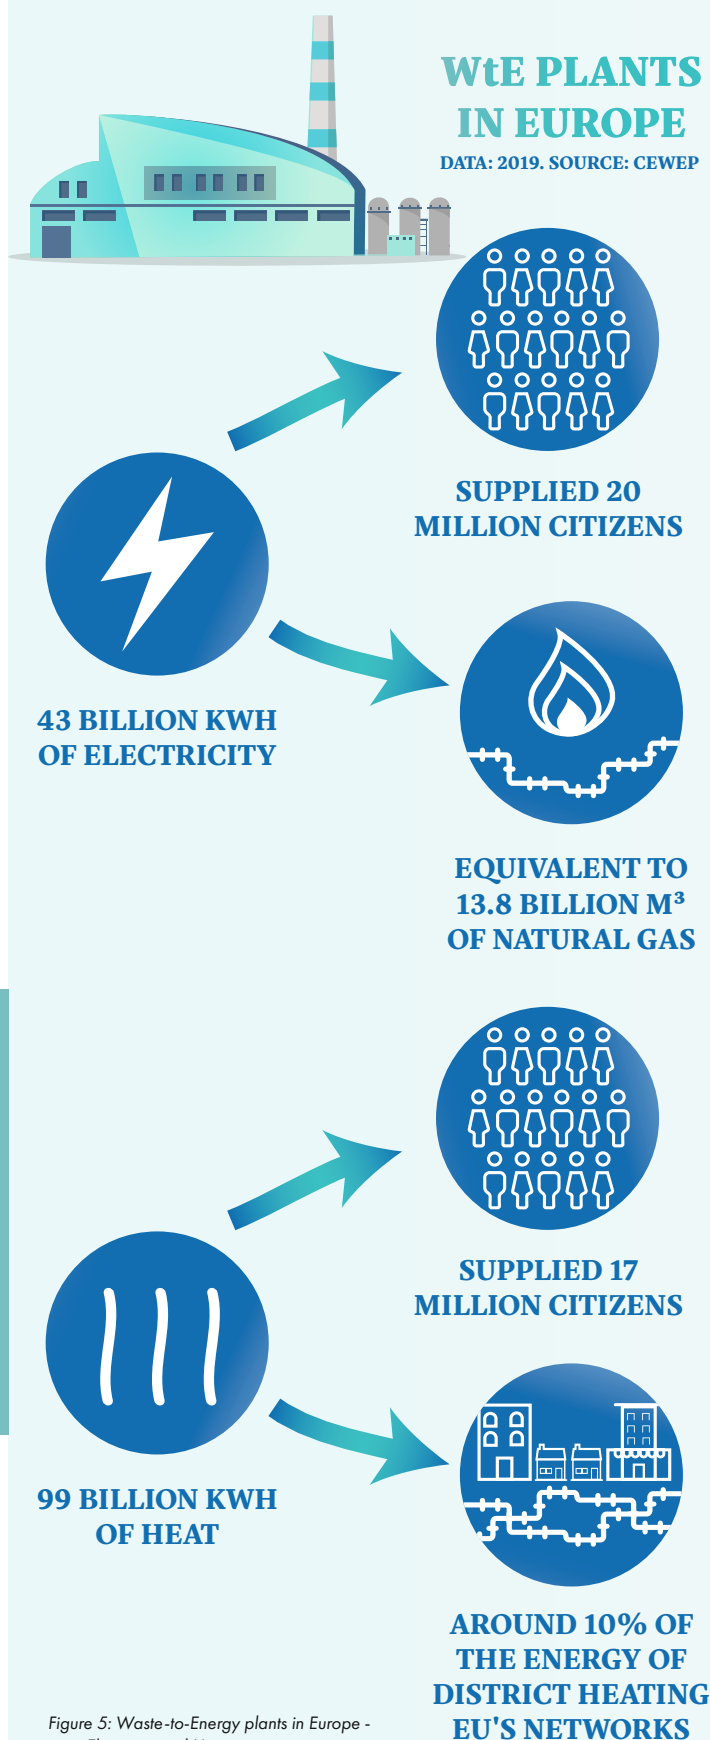 WtE PLANTS
IN EUROPE
DATA: 2019. SOURCE: CEWEP
SUPPLIED 20
MILLION CITIZENS
43 BILLION KWH
OF ELECTRICITY
EQUIVALENT TO
13.8 BILLION M³
OF NATURAL GAS
SUPPLIED 17
MILLION CITIZENS
99 BILLION KWH
OF HEAT
AROUND 10% OF
THE ENERGY OF
DISTRICT HEATING
EU'S NETWORKS
Figure 5: Waste-to-Energy plants in Europe -